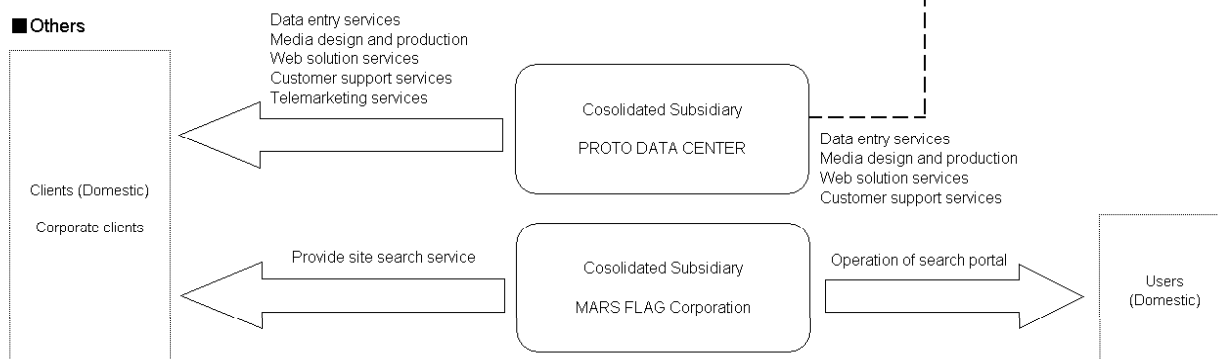 ■Others
Data entry services
Media design and production
Web solution services
Customer support services
Telemarketing services
Cosolidated Subsidiary
PROTO DATA CENTER
Data entry services
Media design and production
Web solution services
Customer support services
Clients (Domestic)
Corporate clients
Provide site search service
Cosolidated Subsidiary
MARS FLAG Corporation
Operation of search portal
Users
(Domestic)